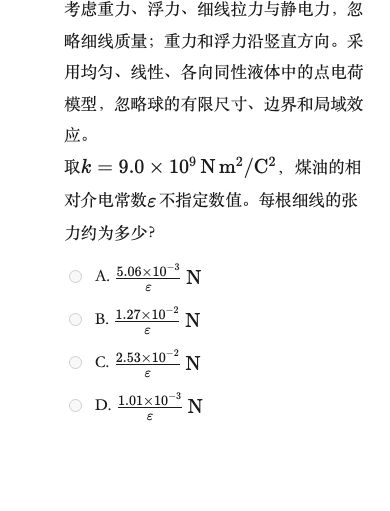 考虑重力、浮力、细线拉力与静电力，忽
略细线质量；重力和浮力沿竖直方向。采
用均匀、线性、各向同性液体中的点电荷
模型，忽略球的有限尺寸、边界和局域效
应。
取k = 9.0 × 10⁹ N m²/C²，煤油的相
对介电常数ε不指定数值。每根细线的张
力约为多少？
A. 5.06×10⁻³/ε N
B. 1.27×10⁻²/ε N
C. 2.53×10⁻²/ε N
D. 1.01×10⁻³/ε N